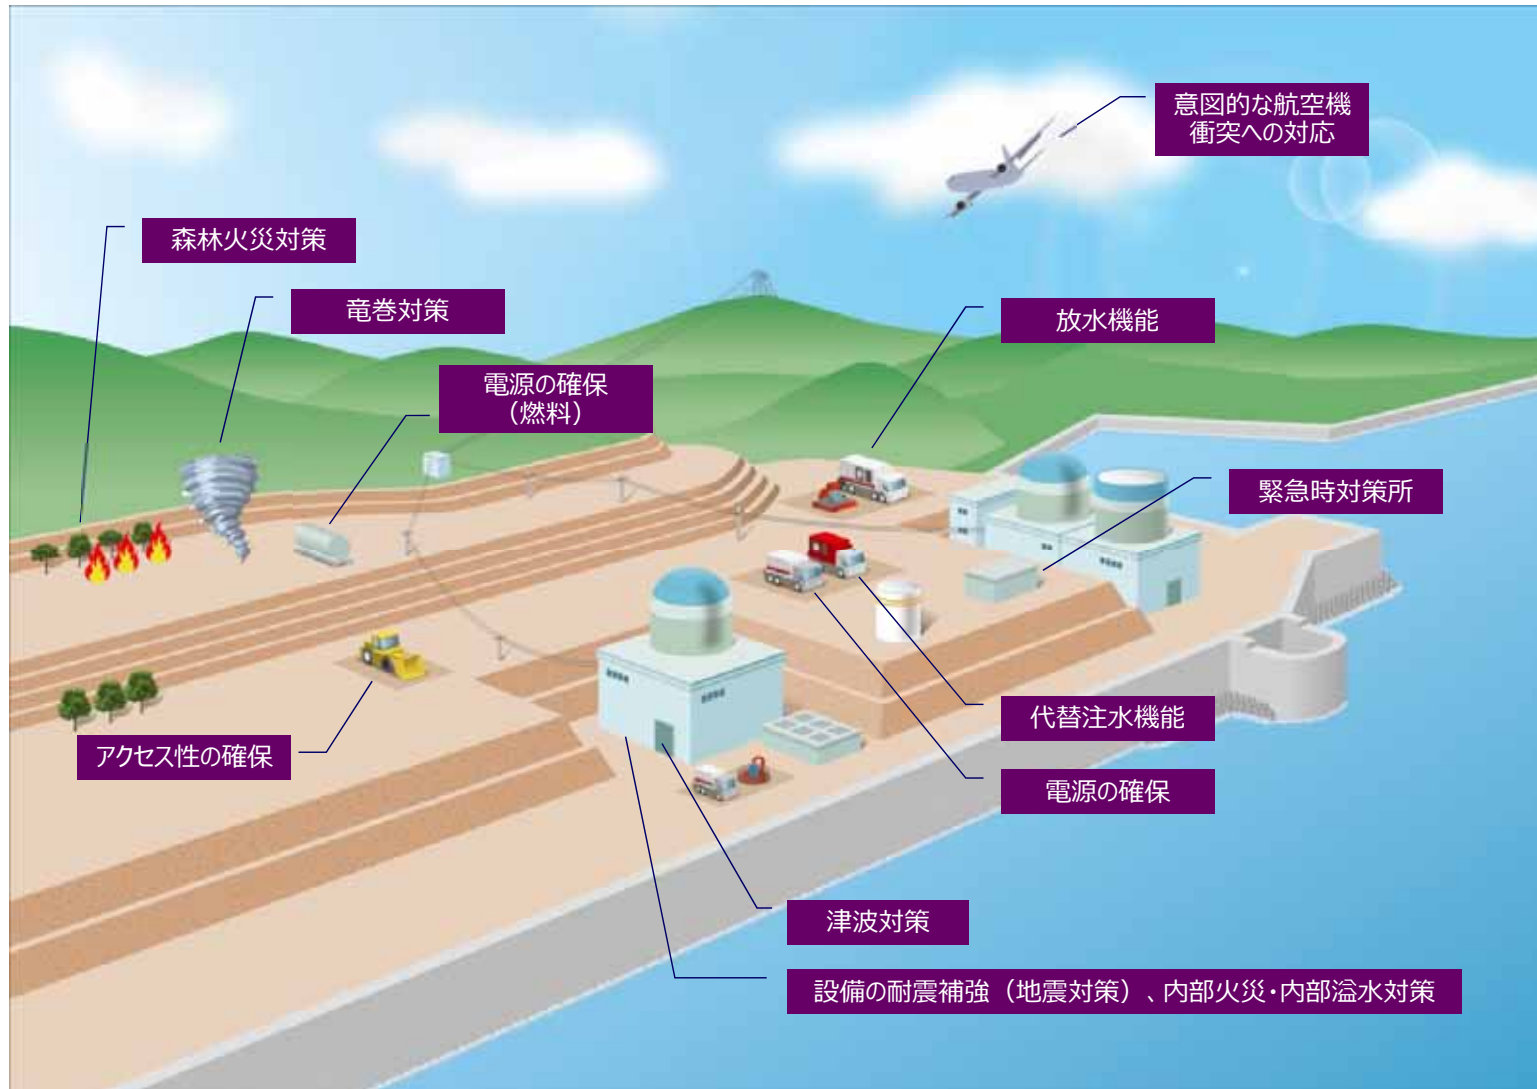 意図的な航空機
衝突への対応
森林火災対策
竜巻対策
放水機能
電源の確保
（燃料）
緊急時対策所
代替注水機能
アクセス性の確保
電源の確保
津波対策
設備の耐震補強（地震対策）、内部火災・内部溢水対策